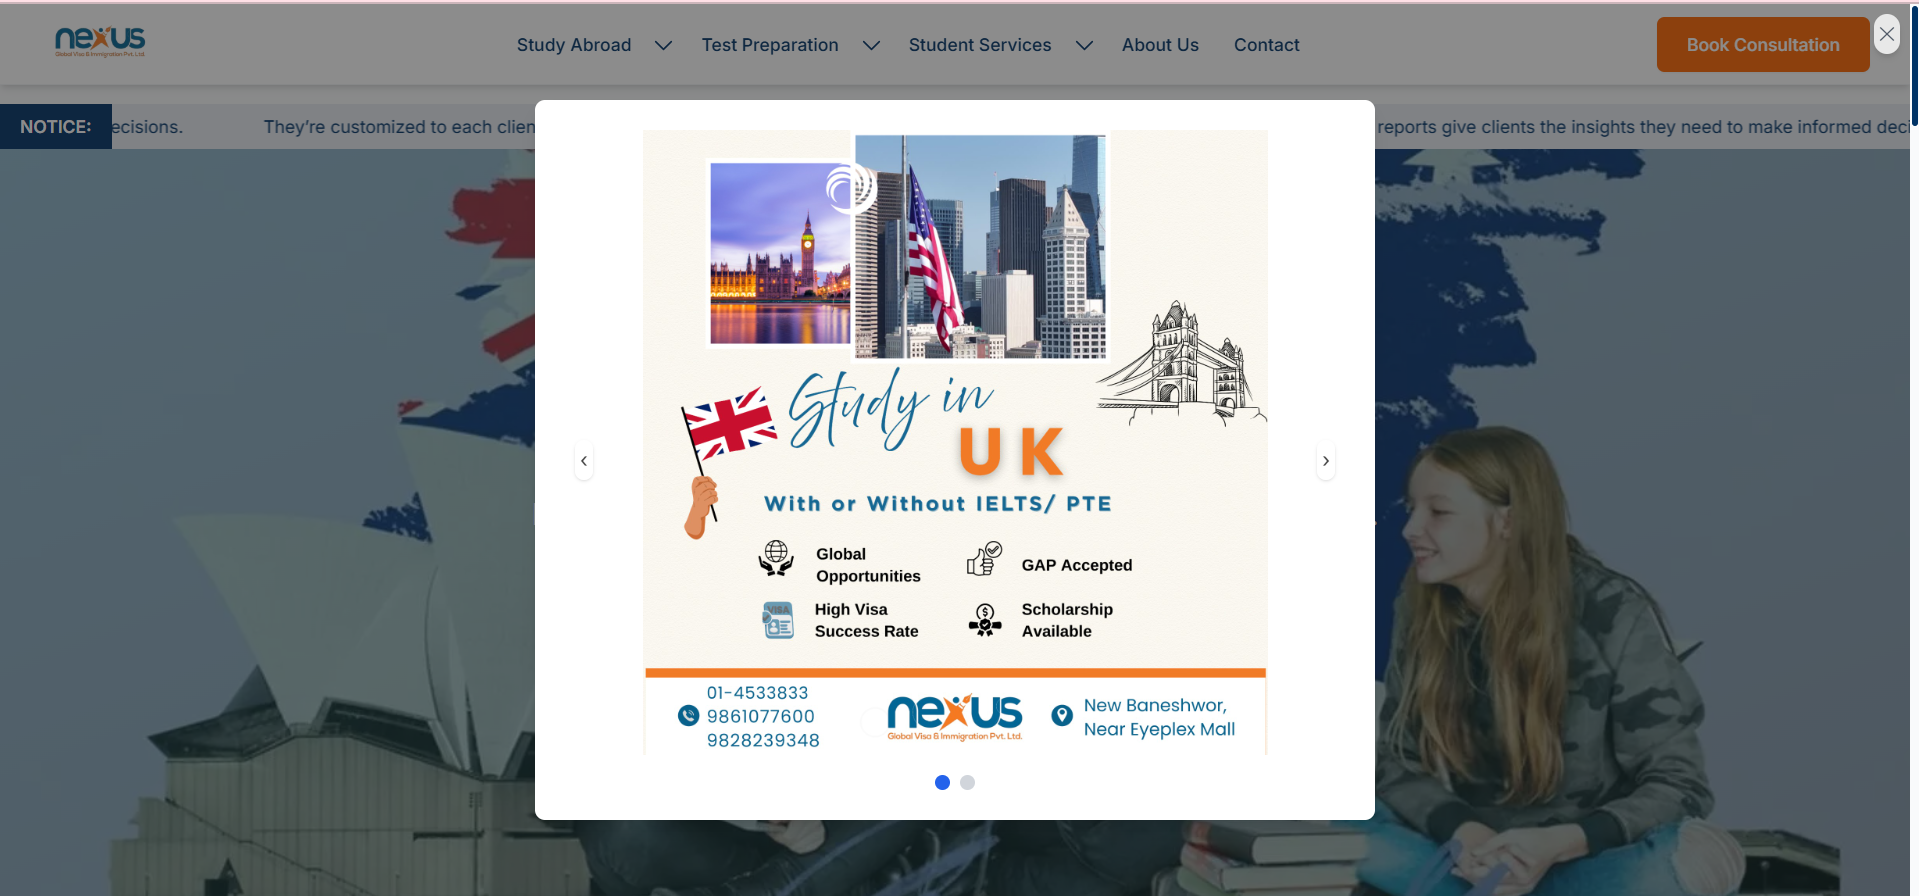 nexus
Global Visa & Immigration Pvt. Ltd.
Study Abroad
Test Preparation
Student Services
About Us
Contact
Book Consultation
NOTICE:
ecisions.
They’re customized to each clien
reports give clients the insights they need to make informed deci
Study in
UK
With or Without IELTS/ PTE
Global
Opportunities
GAP Accepted
VISA
High Visa
Success Rate
Scholarship
Available
01-4533833
9861077600
9828239348
nexus
Global Visa & Immigration Pvt. Ltd.
New Baneshwor,
Near Eyeplex Mall